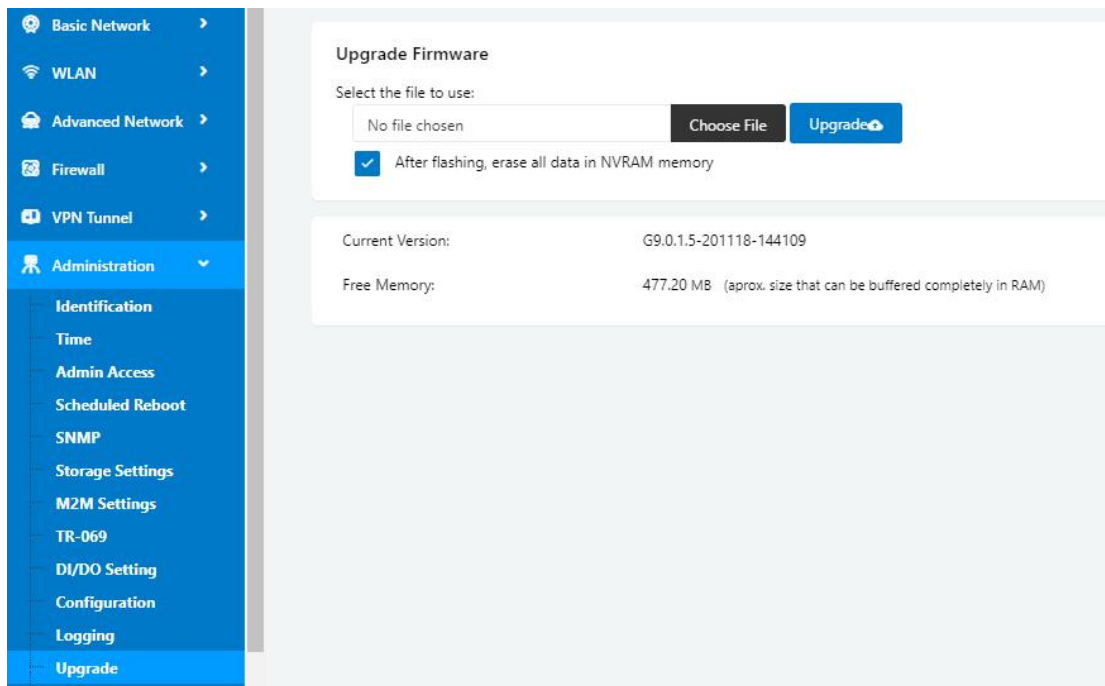 Basic Network
WLAN
Advanced Network
Firewall
VPN Tunnel
Administration
Identification
Time
Admin Access
Scheduled Reboot
SNMP
Storage Settings
M2M Settings
TR-069
DI/DO Setting
Configuration
Logging
Upgrade
Upgrade Firmware
Select the file to use:
No file chosen Choose File Upgrade
After flashing, erase all data in NVRAM memory
Current Version: G9.0.1.5-201118-144109
Free Memory: 477.20 MB (aprox. size that can be buffered completely in RAM)